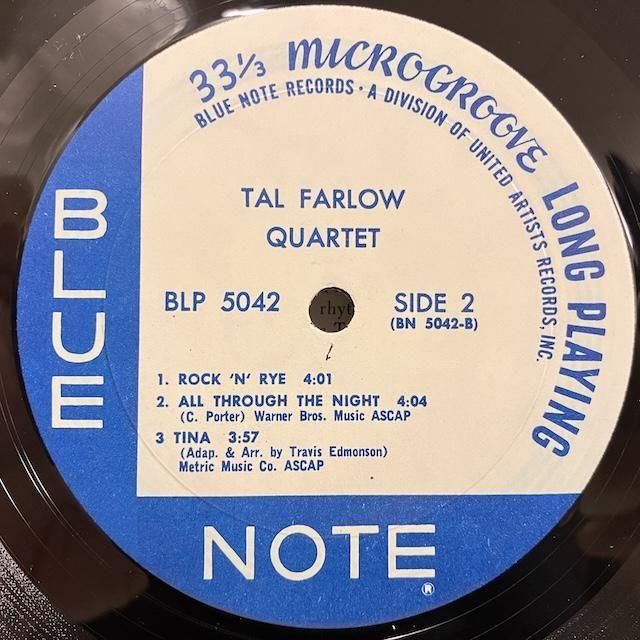 33⅓ MICROGROOVE LONG PLAYING
BLUE NOTE RECORDS • A DIVISION OF UNITED ARTISTS RECORDS, INC.
TAL FARLOW
QUARTET
BLP 5042
SIDE 2
(BN 5042-B)
rhyt
1. ROCK 'N' RYE 4:01
2. ALL THROUGH THE NIGHT 4:04
(C. Porter) Warner Bros. Music ASCAP
3 TINA 3:57
(Adap. & Arr. by Travis Edmonson)
Metric Music Co. ASCAP
BLUE
NOTE ®